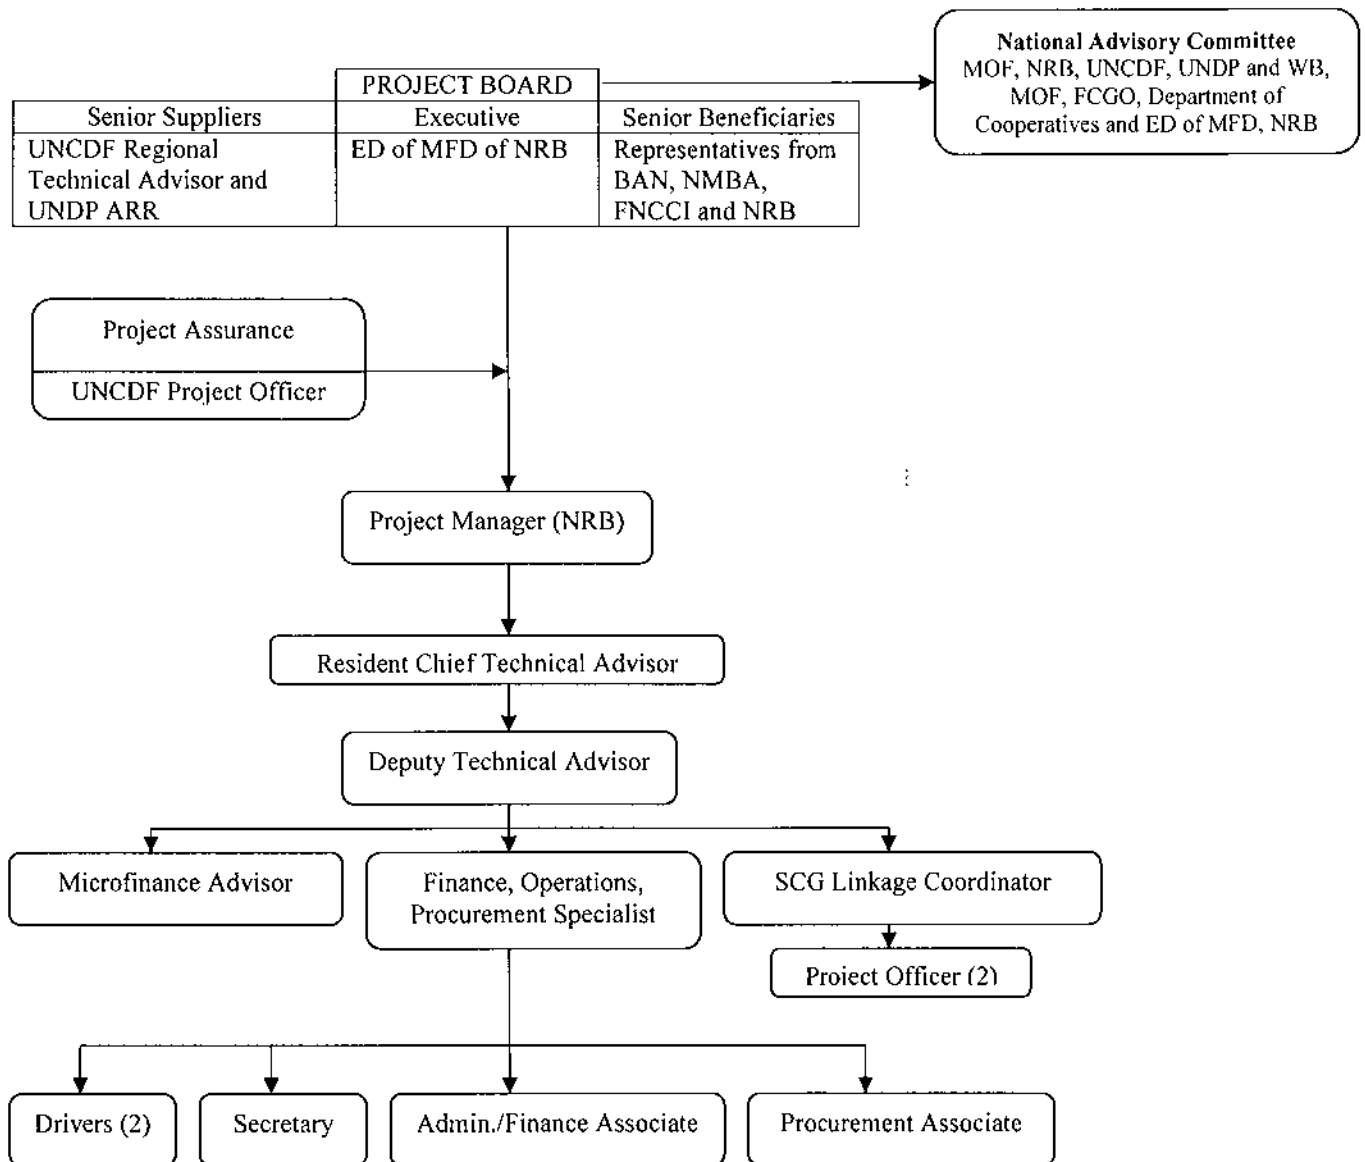 National Advisory Committee
MOF, NRB, UNCDF, UNDP and WB,
MOF, FCGO, Department of
Cooperatives and ED of MFD, NRB
PROJECT BOARD
Senior Suppliers
Executive
Senior Beneficiaries
UNCDF Regional
Technical Advisor and
UNDP ARR
ED of MFD of NRB
Representatives from
BAN, NMBA,
FNCCI and NRB
Project Assurance
UNCDF Project Officer
Project Manager (NRB)
Resident Chief Technical Advisor
Deputy Technical Advisor
Microfinance Advisor
Finance, Operations,
Procurement Specialist
SCG Linkage Coordinator
Project Officer (2)
Drivers (2)
Secretary
Admin./Finance Associate
Procurement Associate